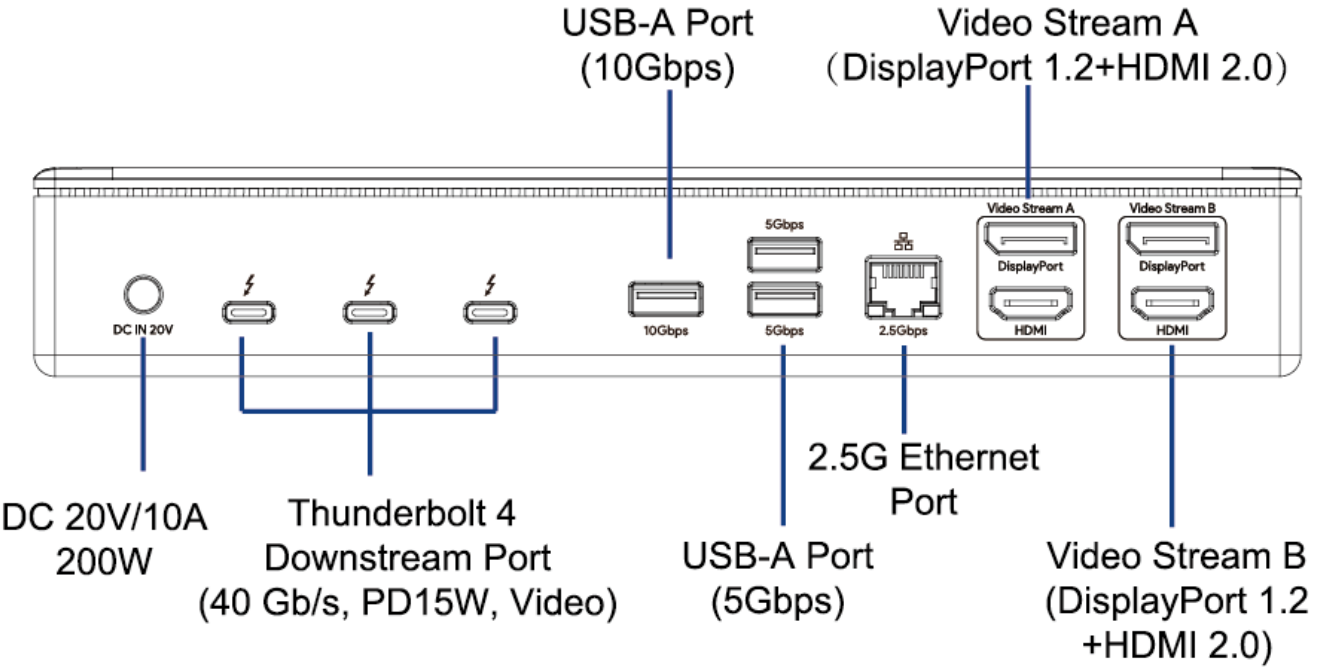 USB-A Port
(10Gbps)
Video Stream A
(DisplayPort 1.2+HDMI 2.0)
Video Stream A
Video Stream B
5Gbps
DisplayPort
DisplayPort
DC IN 20V
10Gbps
5Gbps
2.5Gbps
HDMI
HDMI
DC 20V/10A
200W
Thunderbolt 4
Downstream Port
(40 Gb/s, PD15W, Video)
USB-A Port
(5Gbps)
2.5G Ethernet
Port
Video Stream B
(DisplayPort 1.2
+HDMI 2.0)